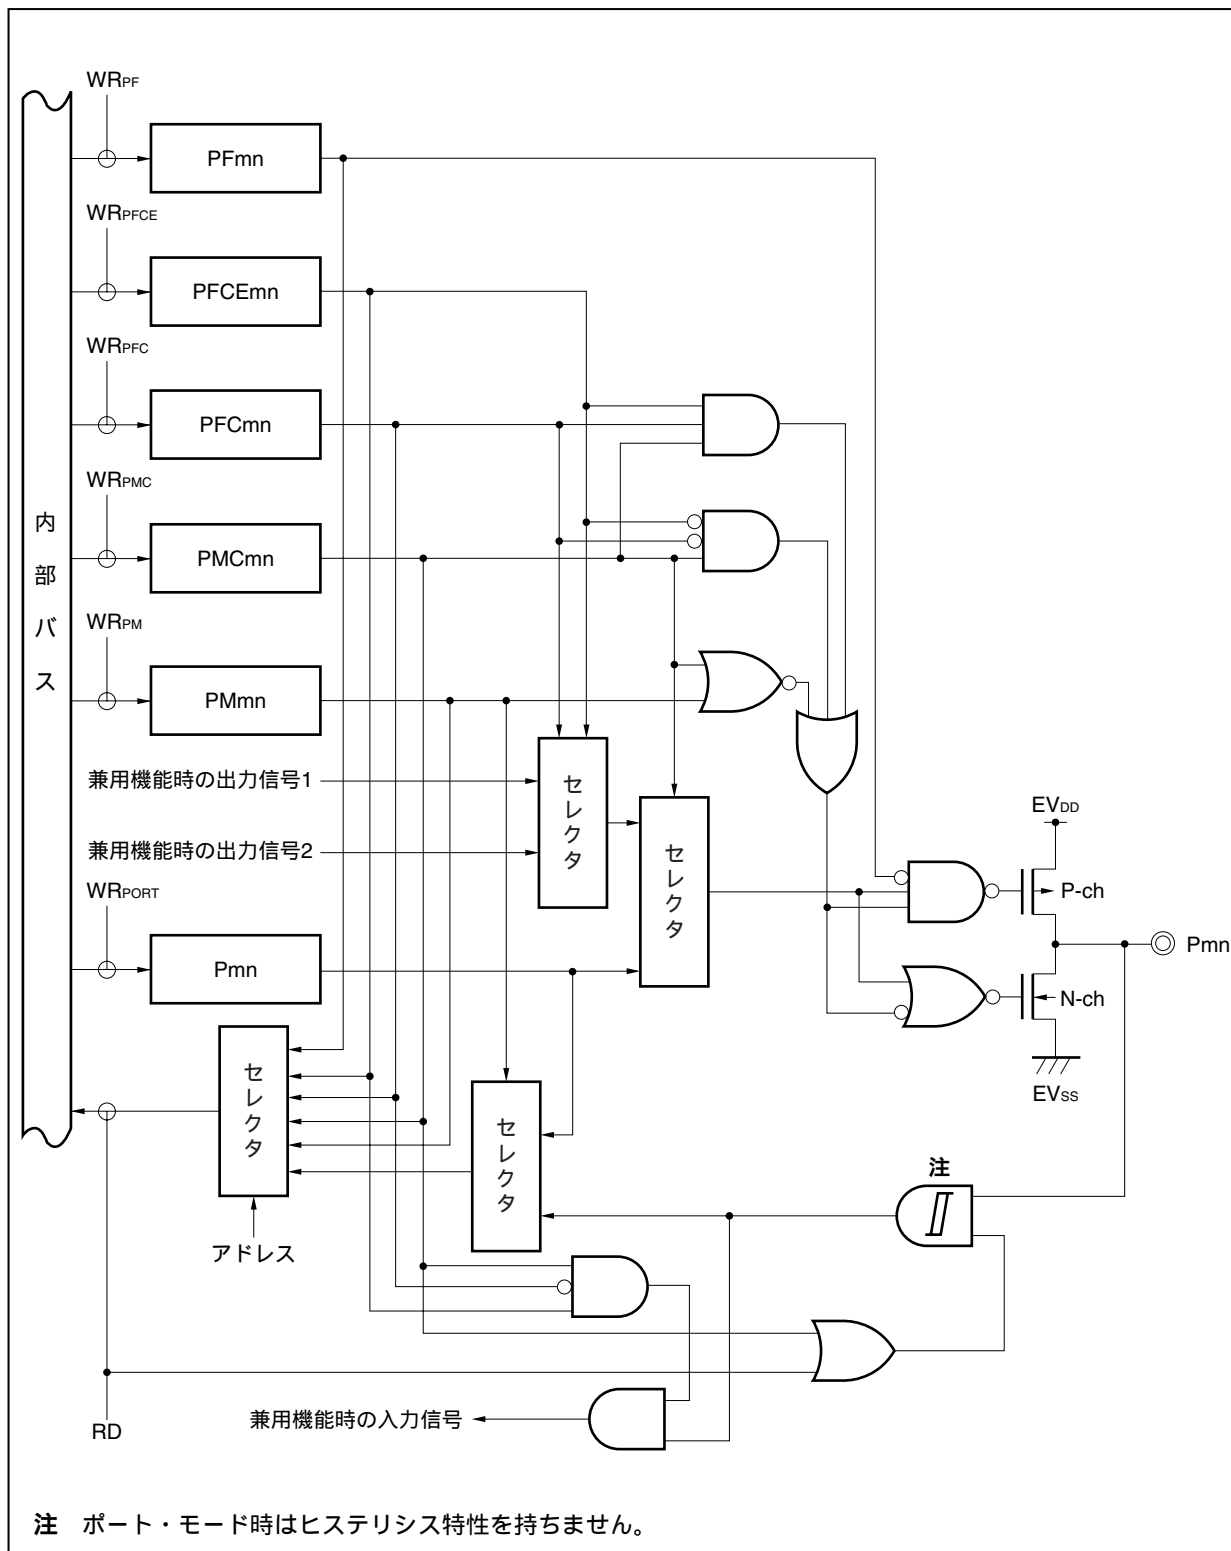 WRPF
PFmn
WRPFCE
PFCEmn
WRPFC
PFCmn
WRPMC
PMCmn
内部バス
WRPM
PMmn
兼用機能時の出力信号1
兼用機能時の出力信号2
セレクタ
セレクタ
WRPORT
Pmn
EVDD
P-ch
Pmn
N-ch
EVSS
セレクタ
セレクタ
アドレス
注
RD
兼用機能時の入力信号
注 ポート・モード時はヒステリシス特性を持ちません。